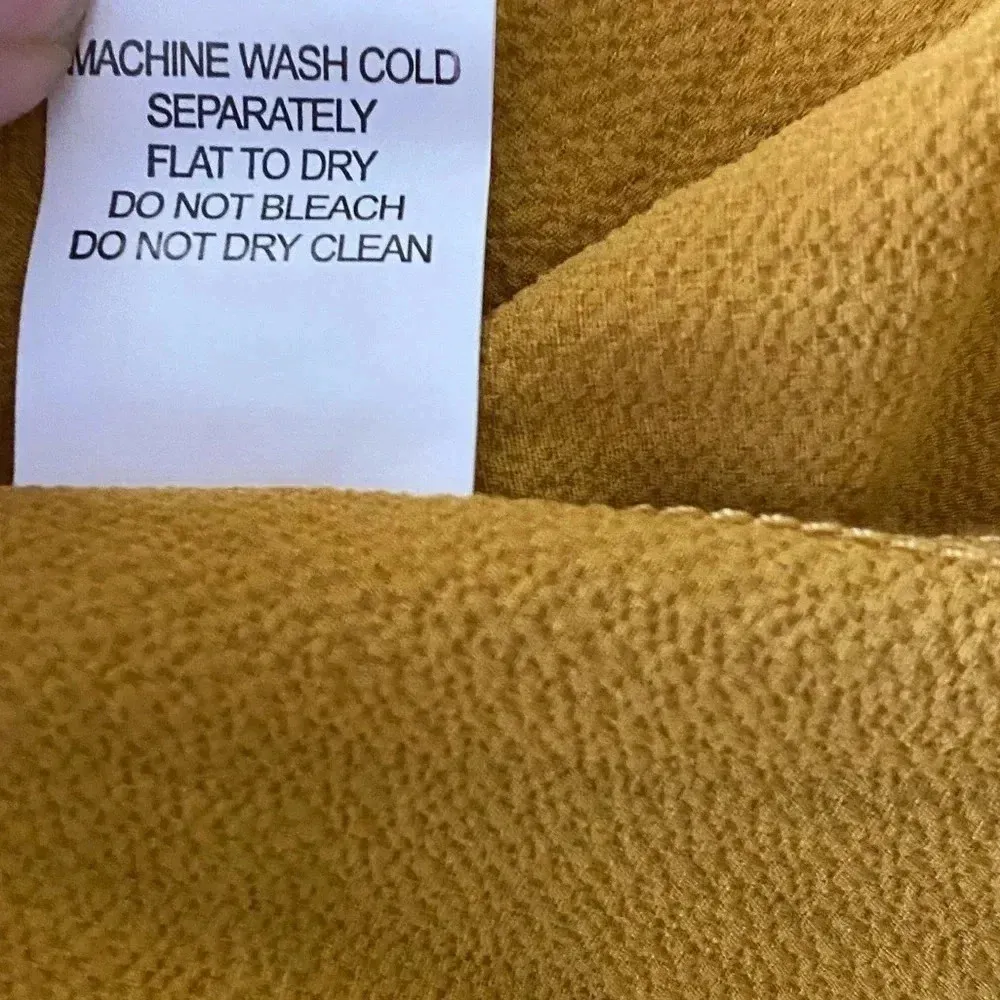 MACHINE WASH COLD
SEPARATELY
FLAT TO DRY
DO NOT BLEACH
DO NOT DRY CLEAN